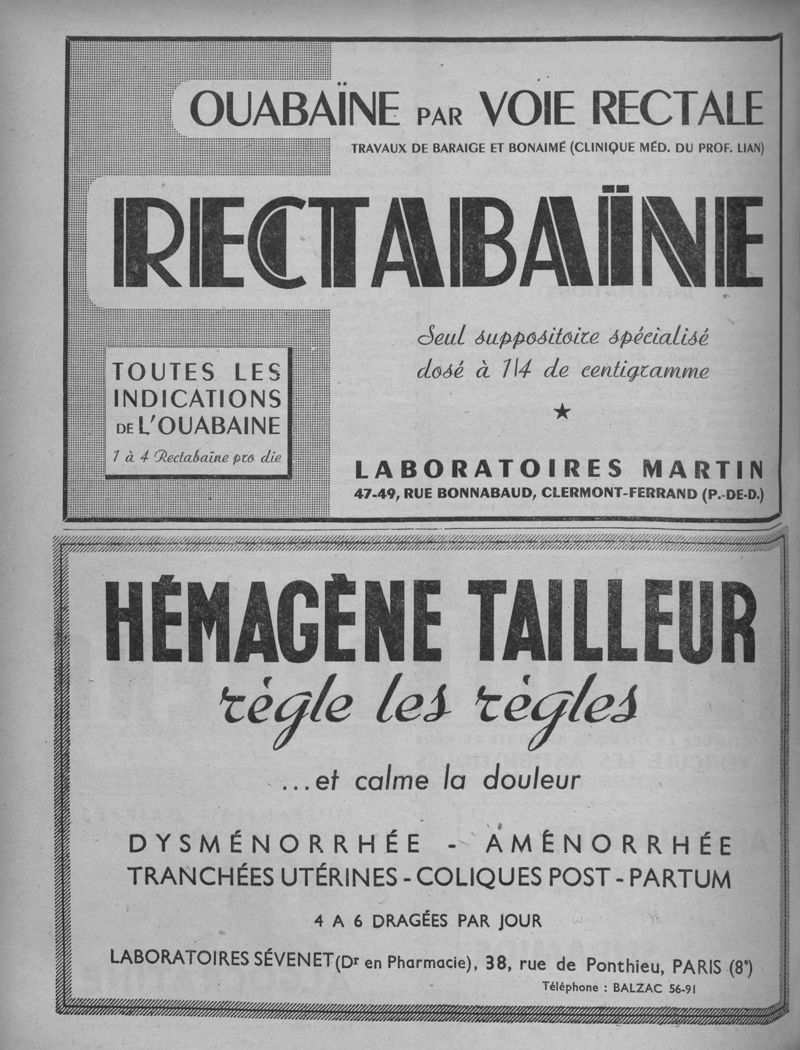 OUABAÏNE PAR VOIE RECTALE
TRAVAUX DE BARAIGE ET BONAIMÉ (CLINIQUE MÉD. DU PROF. LIAN)
RECTABAÏNE
Seul suppositoire spécialisé
dosé à 1\4 de centigramme
★
TOUTES LES
INDICATIONS
DE L'OUABAINE
1 à 4 Rectabaïne pro die
LABORATOIRES MARTIN
47-49, RUE BONNABAUD, CLERMONT-FERRAND (P.-DE-D.)
HÉMAGÈNE TAILLEUR
règle les règles
...et calme la douleur
DYSMÉNORRHÉE - AMÉNORRHÉE
TRANCHÉES UTÉRINES - COLIQUES POST - PARTUM
4 A 6 DRAGÉES PAR JOUR
LABORATOIRES SÉVENET (Dr en Pharmacie), 38, rue de Ponthieu, PARIS (8e)
Téléphone : BALZAC 56-91